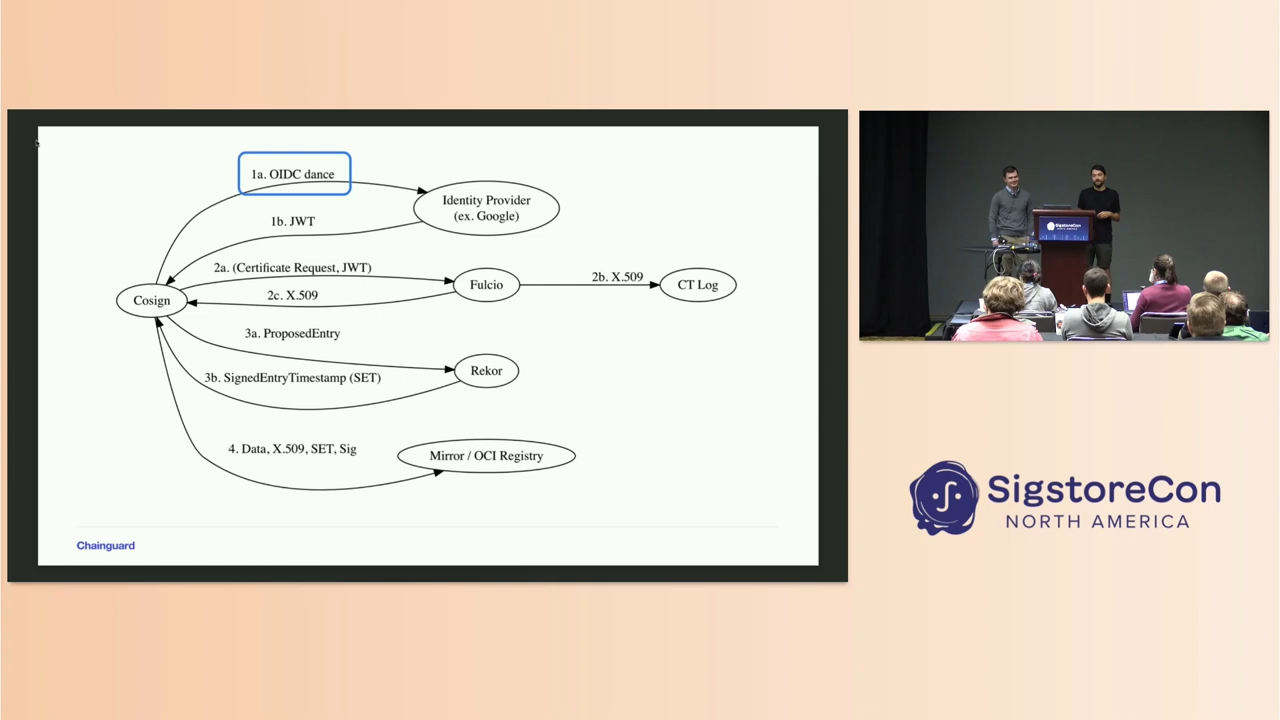 1a. OIDC dance
Identity Provider
(ex. Google)
1b. JWT
2a. (Certificate Request, JWT)
Cosign
2c. X.509
Fulcio
2b. X.509
CT Log
3a. ProposedEntry
3b. SignedEntryTimestamp (SET)
Rekor
4. Data, X.509, SET, Sig
Mirror / OCI Registry
Chainguard
SigstoreCon
SigstoreCon
NORTH AMERICA